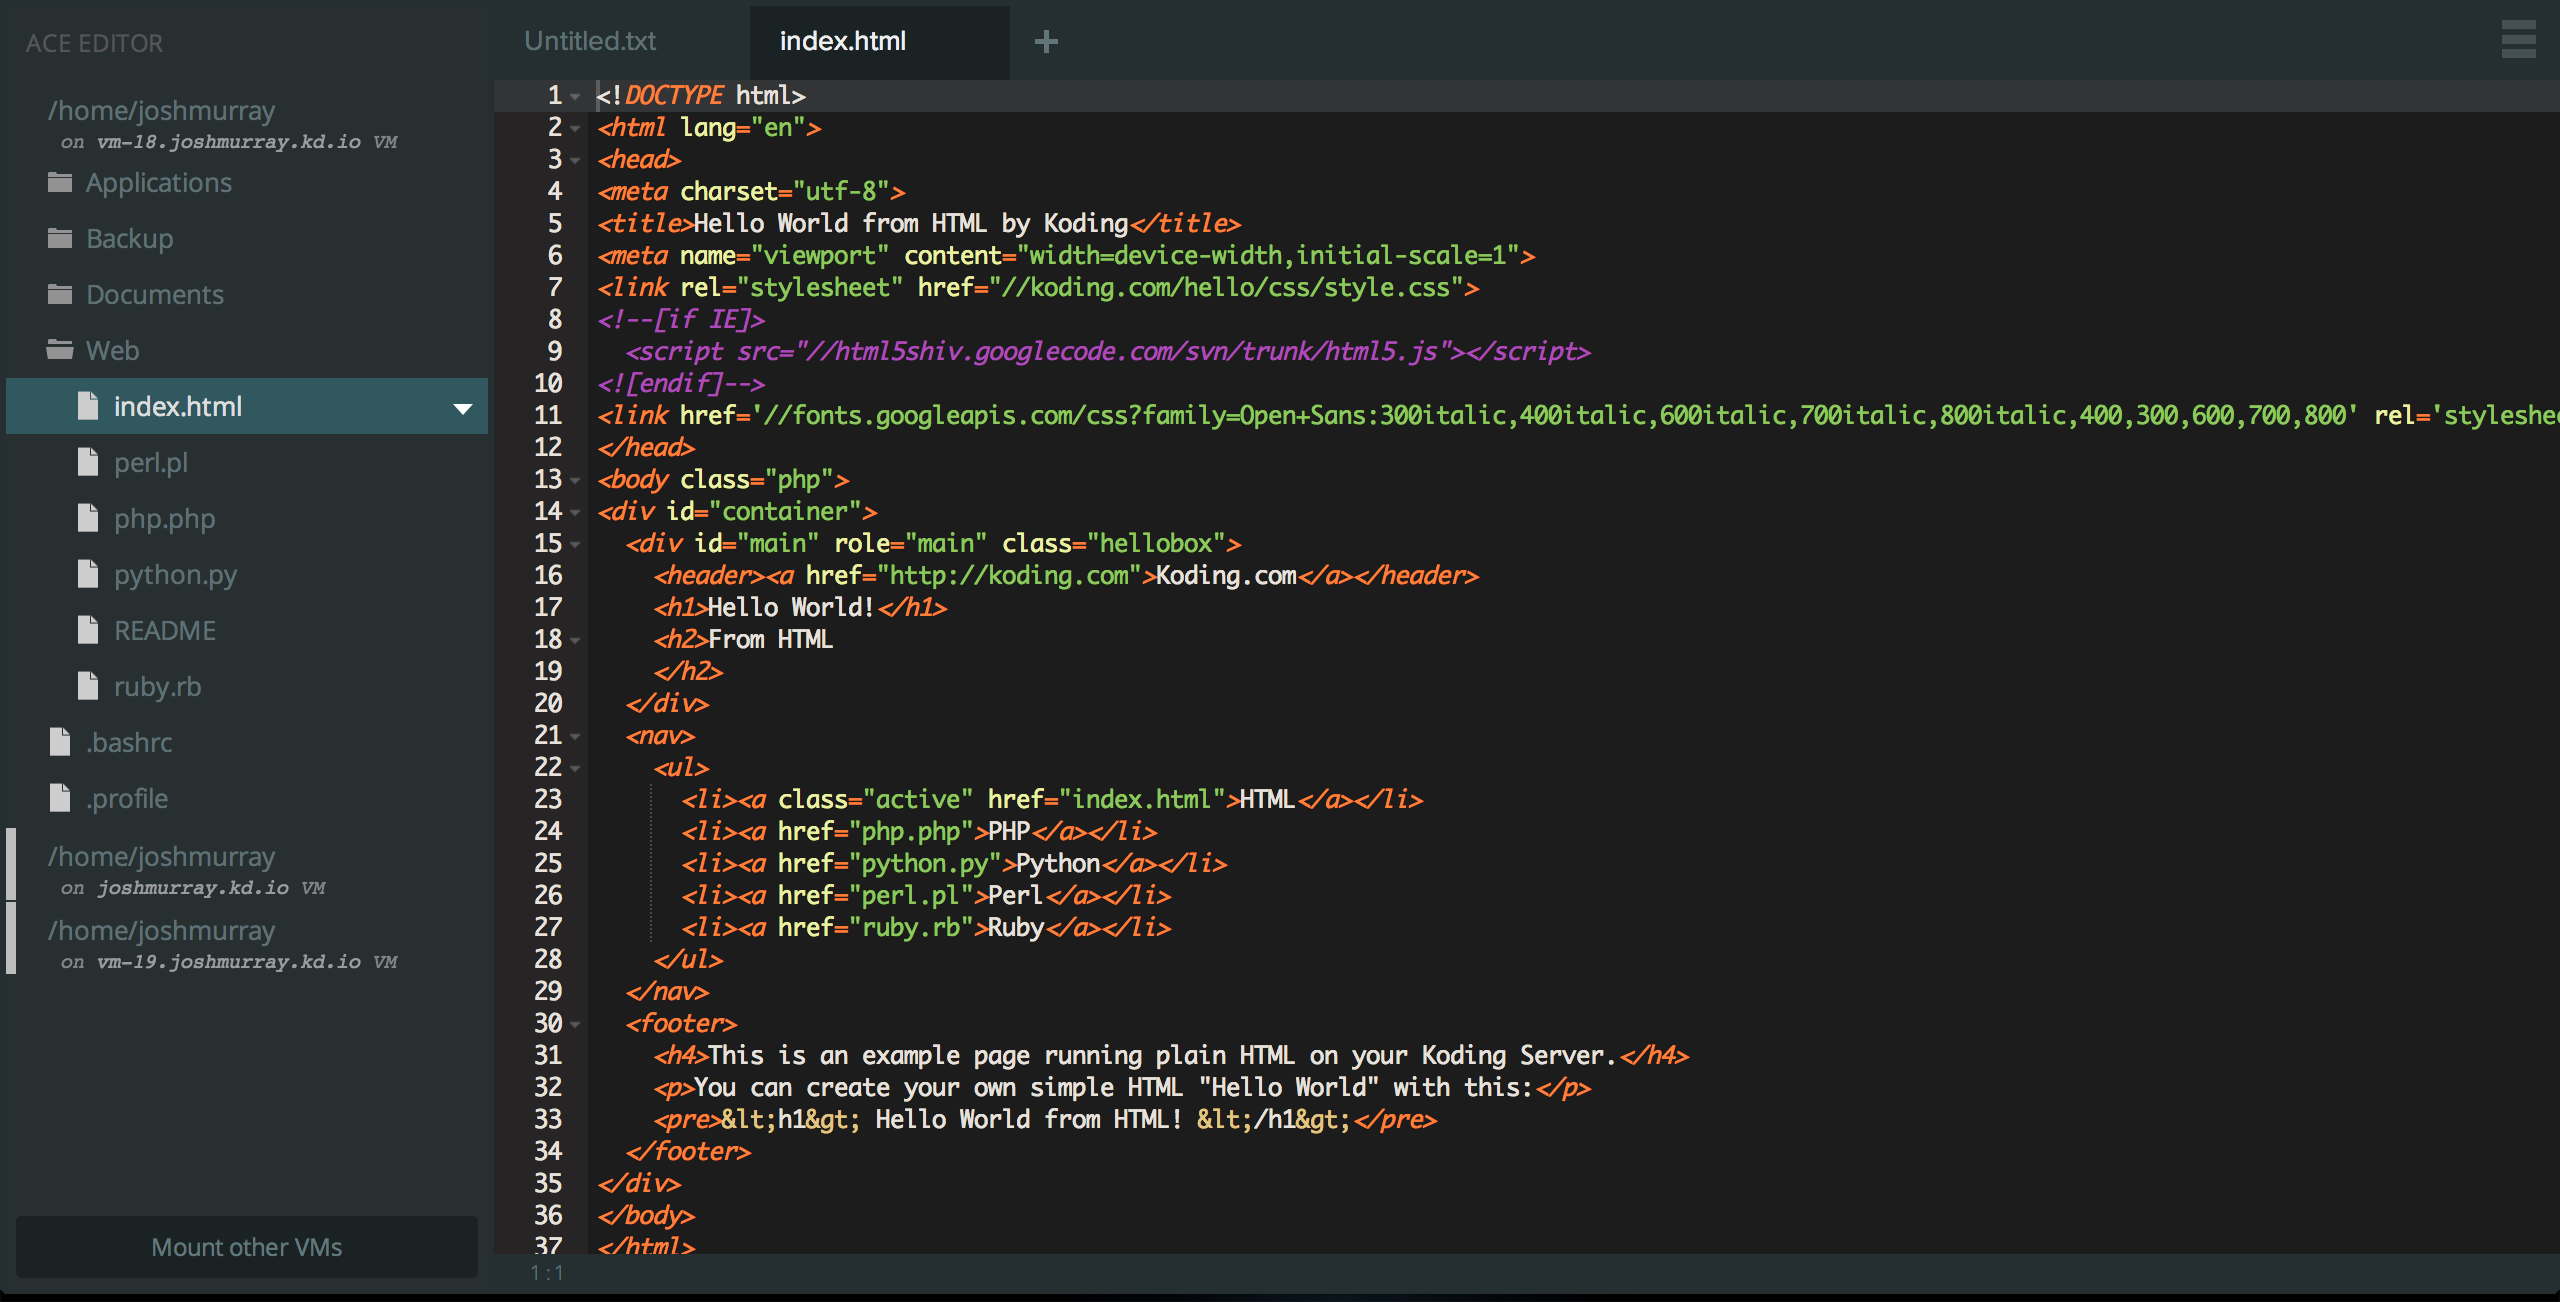 ACE EDITOR
/home/joshmurray
on vm-18.joshmurray.kd.io VM
Applications
Backup
Documents
Web
index.html
perl.pl
php.php
python.py
README
ruby.rb
.bashrc
.profile
/home/joshmurray
on joshmurray.kd.io VM
/home/joshmurray
on vm-19.joshmurray.kd.io VM
Mount other VMs
Untitled.txt
index.html
1 <!DOCTYPE html>
2 <html lang="en">
3 <head>
4 <meta charset="utf-8">
5 <title>Hello World from HTML by Koding</title>
6 <meta name="viewport" content="width=device-width,initial-scale=1">
7 <link rel="stylesheet" href="//koding.com/hello/css/style.css">
8 <!--[if IE]>
9   <script src="//html5shiv.googlecode.com/svn/trunk/html5.js"></script>
10 <![endif]-->
11 <link href='//fonts.googleapis.com/css?family=Open+Sans:300italic,400italic,600italic,700italic,800italic,400,300,600,700,800' rel='styleshe
12 </head>
13 <body class="php">
14 <div id="container">
15   <div id="main" role="main" class="hellobox">
16     <header><a href="http://koding.com">Koding.com</a></header>
17     <h1>Hello World!</h1>
18     <h2>From HTML
19     </h2>
20   </div>
21   <nav>
22     <ul>
23       <li><a class="active" href="index.html">HTML</a></li>
24       <li><a href="php.php">PHP</a></li>
25       <li><a href="python.py">Python</a></li>
26       <li><a href="perl.pl">Perl</a></li>
27       <li><a href="ruby.rb">Ruby</a></li>
28     </ul>
29   </nav>
30   <footer>
31     <h4>This is an example page running plain HTML on your Koding Server.</h4>
32     <p>You can create your own simple HTML "Hello World" with this:</p>
33     <pre>&lt;h1&gt; Hello World from HTML! &lt;/h1&gt;</pre>
34   </footer>
35 </div>
36 </body>
37 </html>
1:1